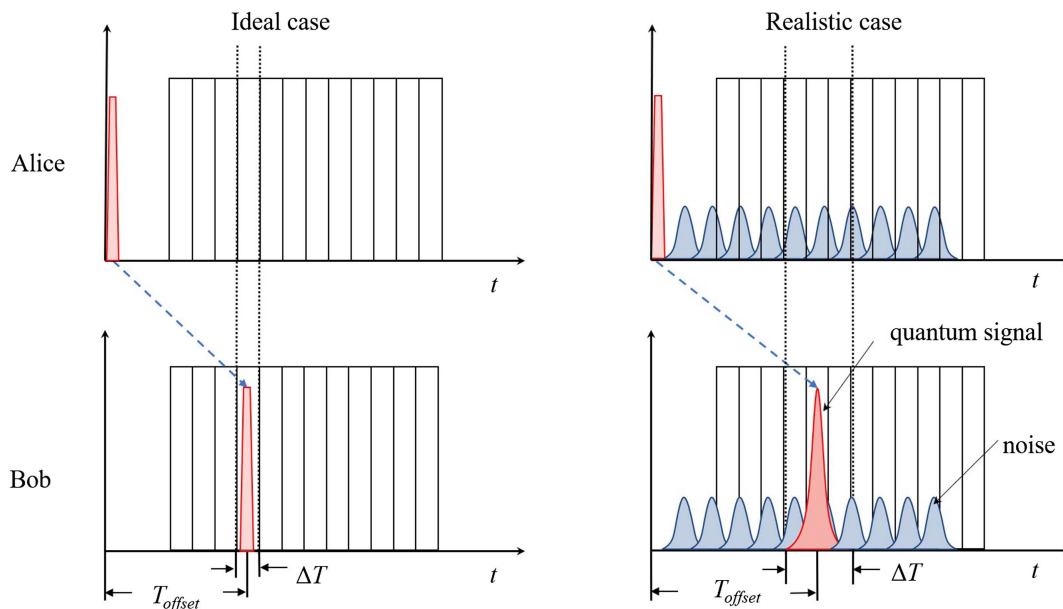 Ideal case
Realistic case
Alice
t
t
quantum signal
noise
Bob
ΔT
t
T_offset
ΔT
t
T_offset